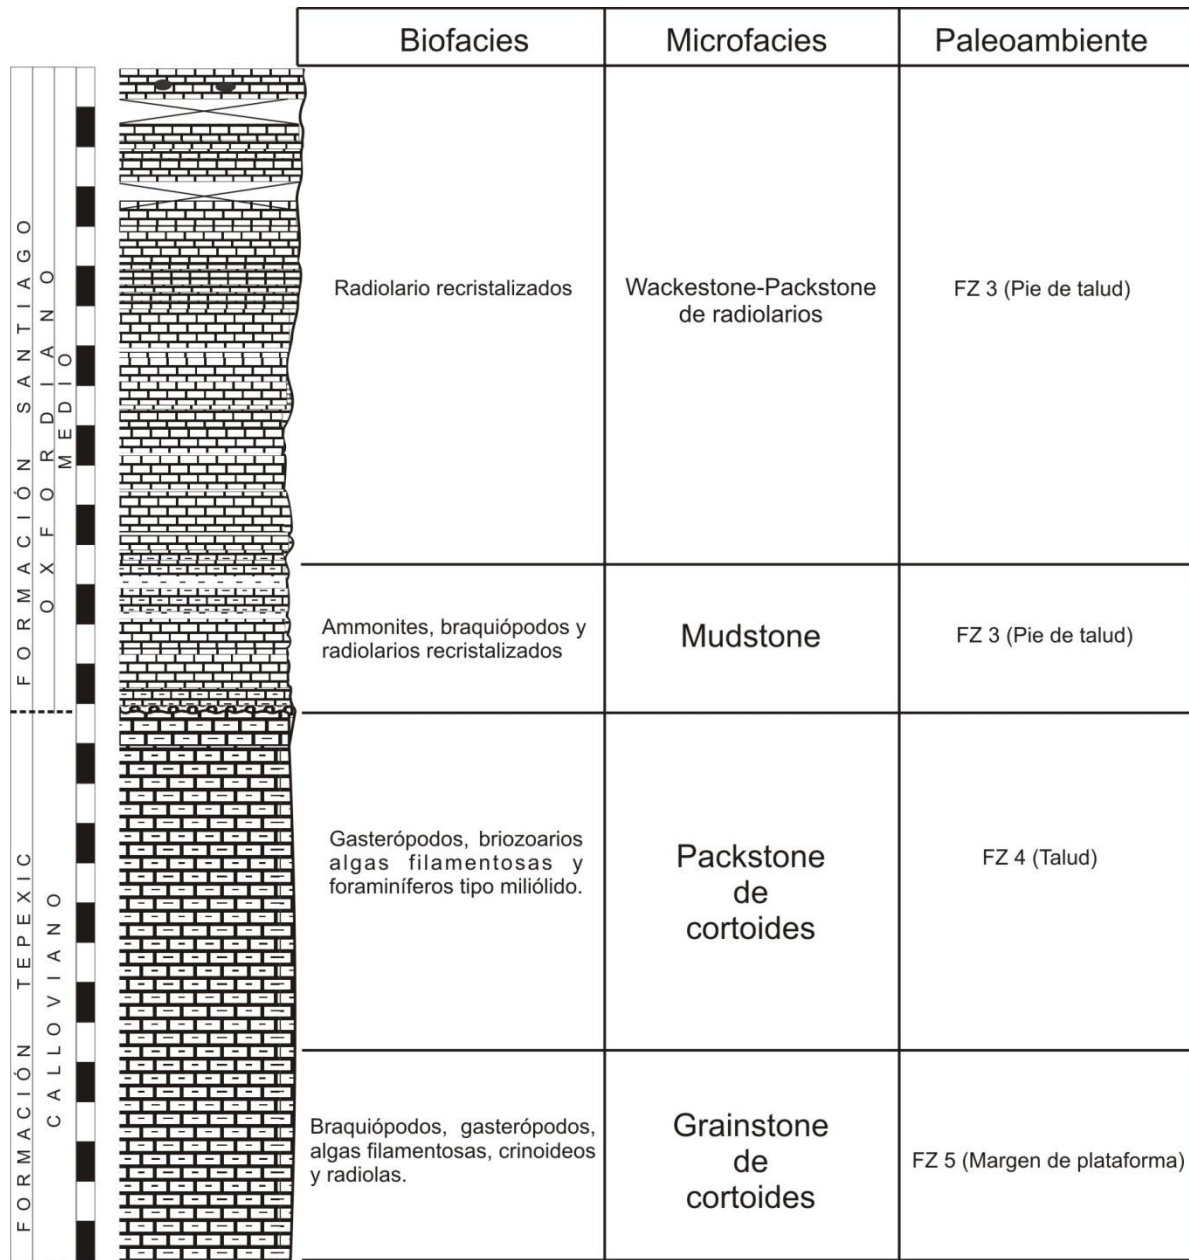 Biofacies
Microfacies
Paleoambiente
FORMACIÓN SANTIAGO
OXFORDIANO
MEDIO
Radiolario recristalizados
Wackestone-Packstone
de radiolarios
FZ 3 (Pie de talud)
Ammonites, braquiópodos y
radiolarios recristalizados
Mudstone
FZ 3 (Pie de talud)
FORMACIÓN TEPEXIC
CALLOVIANO
Gasterópodos, briozoarios
algas filamentosas y
foraminíferos tipo miliólido.
Packstone
de
cortoides
FZ 4 (Talud)
Braquiópodos, gasterópodos,
algas filamentosas, crinoideos
y radiolas.
Grainstone
de
cortoides
FZ 5 (Margen de plataforma)